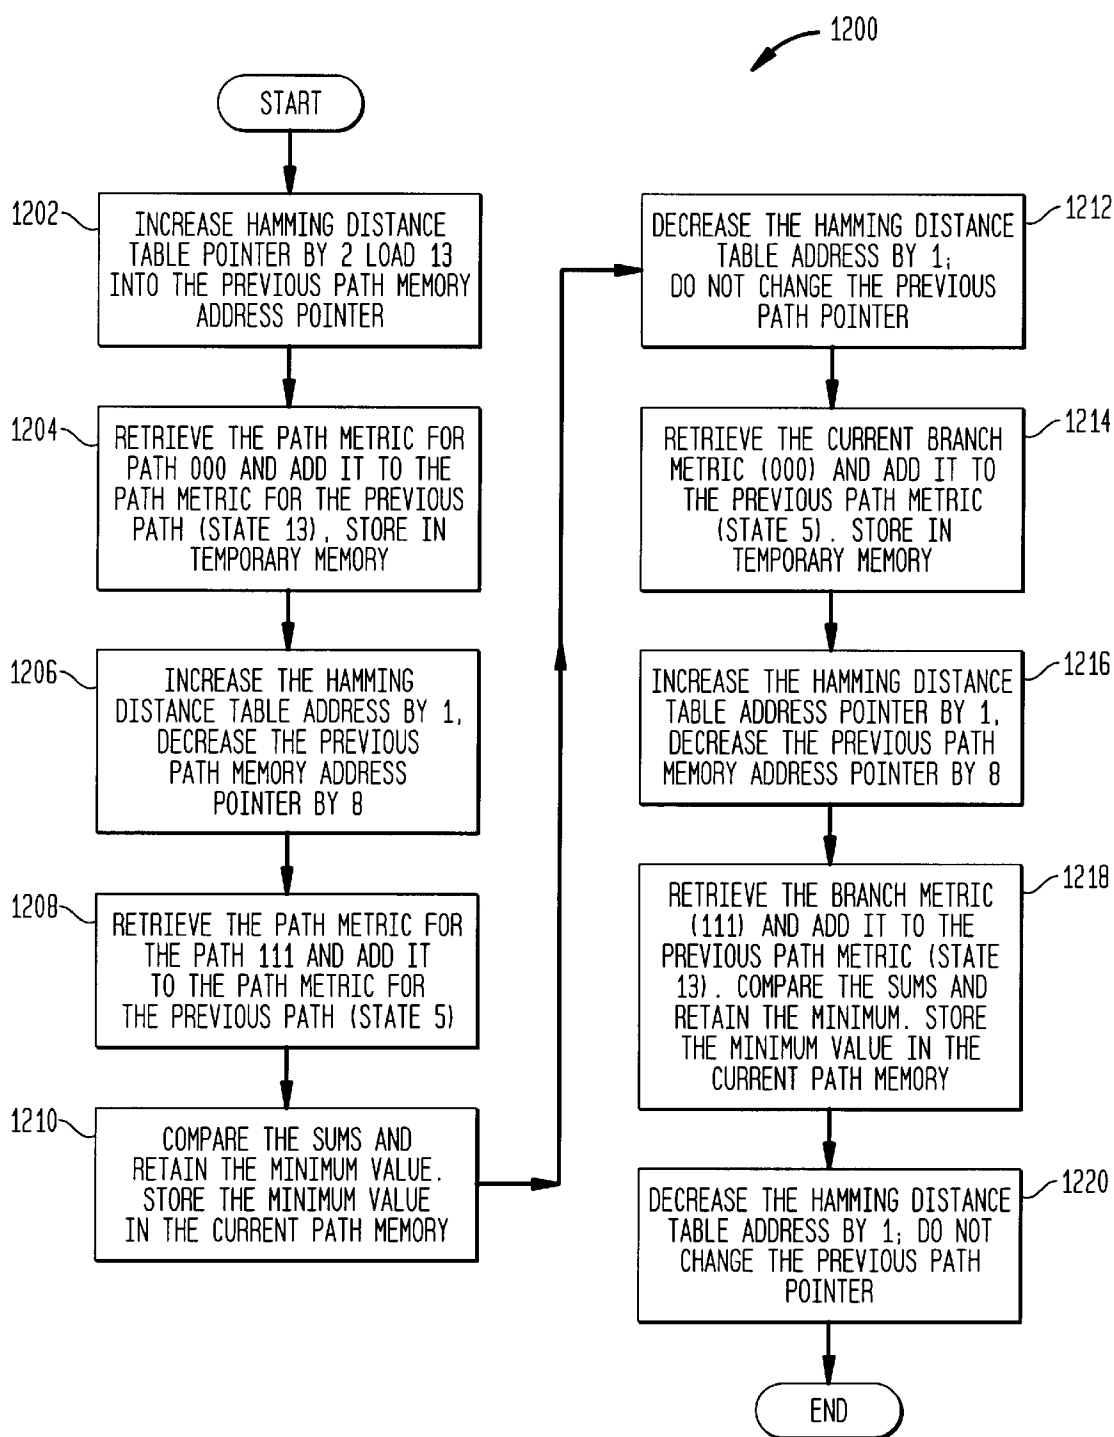 1200
START
1202
INCREASE HAMMING DISTANCE
TABLE POINTER BY 2 LOAD 13
INTO THE PREVIOUS PATH MEMORY
ADDRESS POINTER
1204
RETRIEVE THE PATH METRIC FOR
PATH 000 AND ADD IT TO THE
PATH METRIC FOR THE PREVIOUS
PATH (STATE 13), STORE IN
TEMPORARY MEMORY
1206
INCREASE THE HAMMING
DISTANCE TABLE ADDRESS BY 1,
DECREASE THE PREVIOUS
PATH MEMORY ADDRESS
POINTER BY 8
1208
RETRIEVE THE PATH METRIC FOR
THE PATH 111 AND ADD IT
TO THE PATH METRIC FOR
THE PREVIOUS PATH (STATE 5)
1210
COMPARE THE SUMS AND
RETAIN THE MINIMUM VALUE.
STORE THE MINIMUM VALUE
IN THE CURRENT PATH MEMORY
1212
DECREASE THE HAMMING DISTANCE
TABLE ADDRESS BY 1;
DO NOT CHANGE THE PREVIOUS
PATH POINTER
1214
RETRIEVE THE CURRENT BRANCH
METRIC (000) AND ADD IT TO
THE PREVIOUS PATH METRIC
(STATE 5). STORE IN
TEMPORARY MEMORY
1216
INCREASE THE HAMMING DISTANCE
TABLE ADDRESS POINTER BY 1,
DECREASE THE PREVIOUS PATH
MEMORY ADDRESS POINTER BY 8
1218
RETRIEVE THE BRANCH METRIC
(111) AND ADD IT TO THE
PREVIOUS PATH METRIC (STATE
13). COMPARE THE SUMS AND
RETAIN THE MINIMUM. STORE
THE MINIMUM VALUE IN THE
CURRENT PATH MEMORY
1220
DECREASE THE HAMMING DISTANCE
TABLE ADDRESS BY 1; DO NOT
CHANGE THE PREVIOUS PATH
POINTER
END